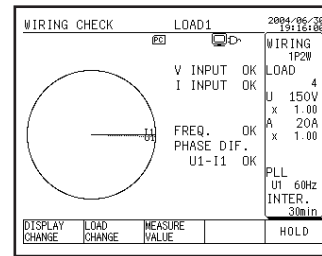 WIRING CHECK LOAD1 2004/06/30
19:16:00
PC
V INPUT OK
I INPUT OK
FREQ. OK
PHASE DIF.
U1-I1 OK
I1
U1
WIRING
1P2W
LOAD
4
U 150V
x 1.00
A 20A
x 1.00
PLL
U1 60Hz
INTER.
30min
DISPLAY CHANGE
LOAD CHANGE
MEASURE VALUE
HOLD